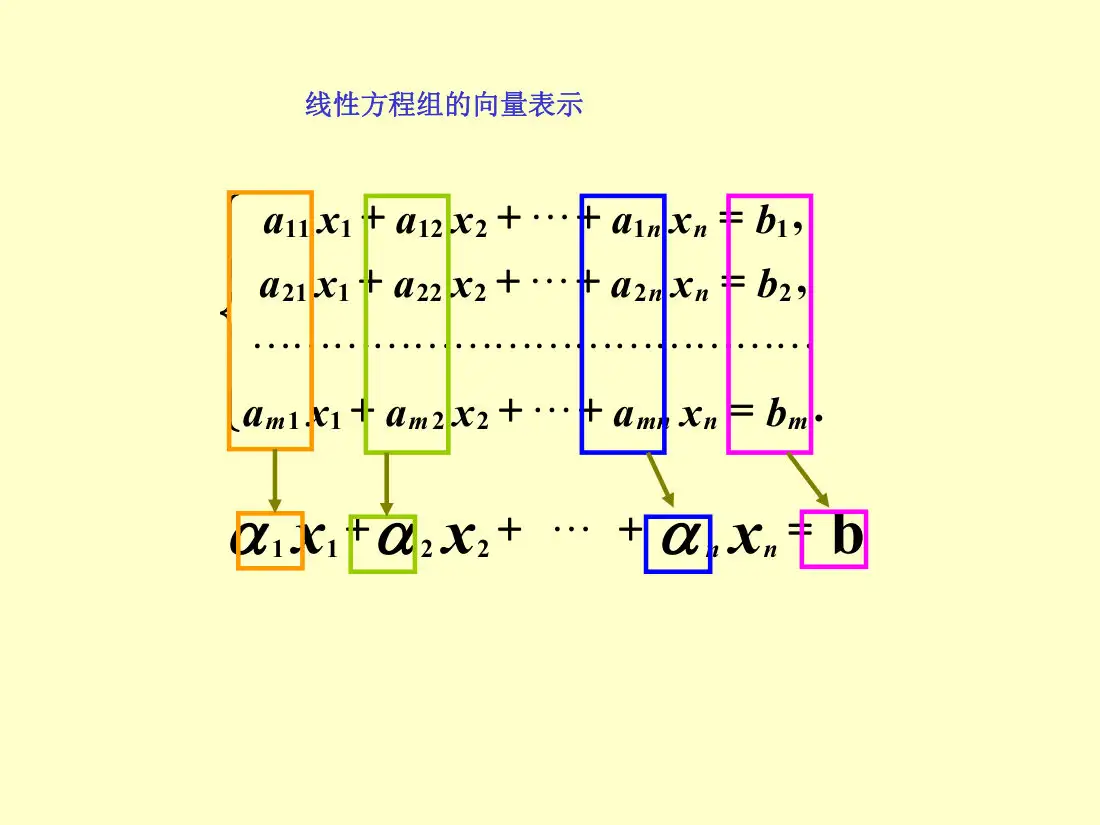 线性方程组的向量表示
a11 x1 + a12 x2 + ⋯ + a1n xn = b1 ,
a21 x1 + a22 x2 + ⋯ + a2n xn = b2 ,
⋯⋯⋯⋯⋯⋯⋯⋯⋯⋯⋯⋯⋯⋯
am1 x1 + am2 x2 + ⋯ + amn xn = bm .
α1 x1 + α2 x2 + ⋯ + αn xn = b